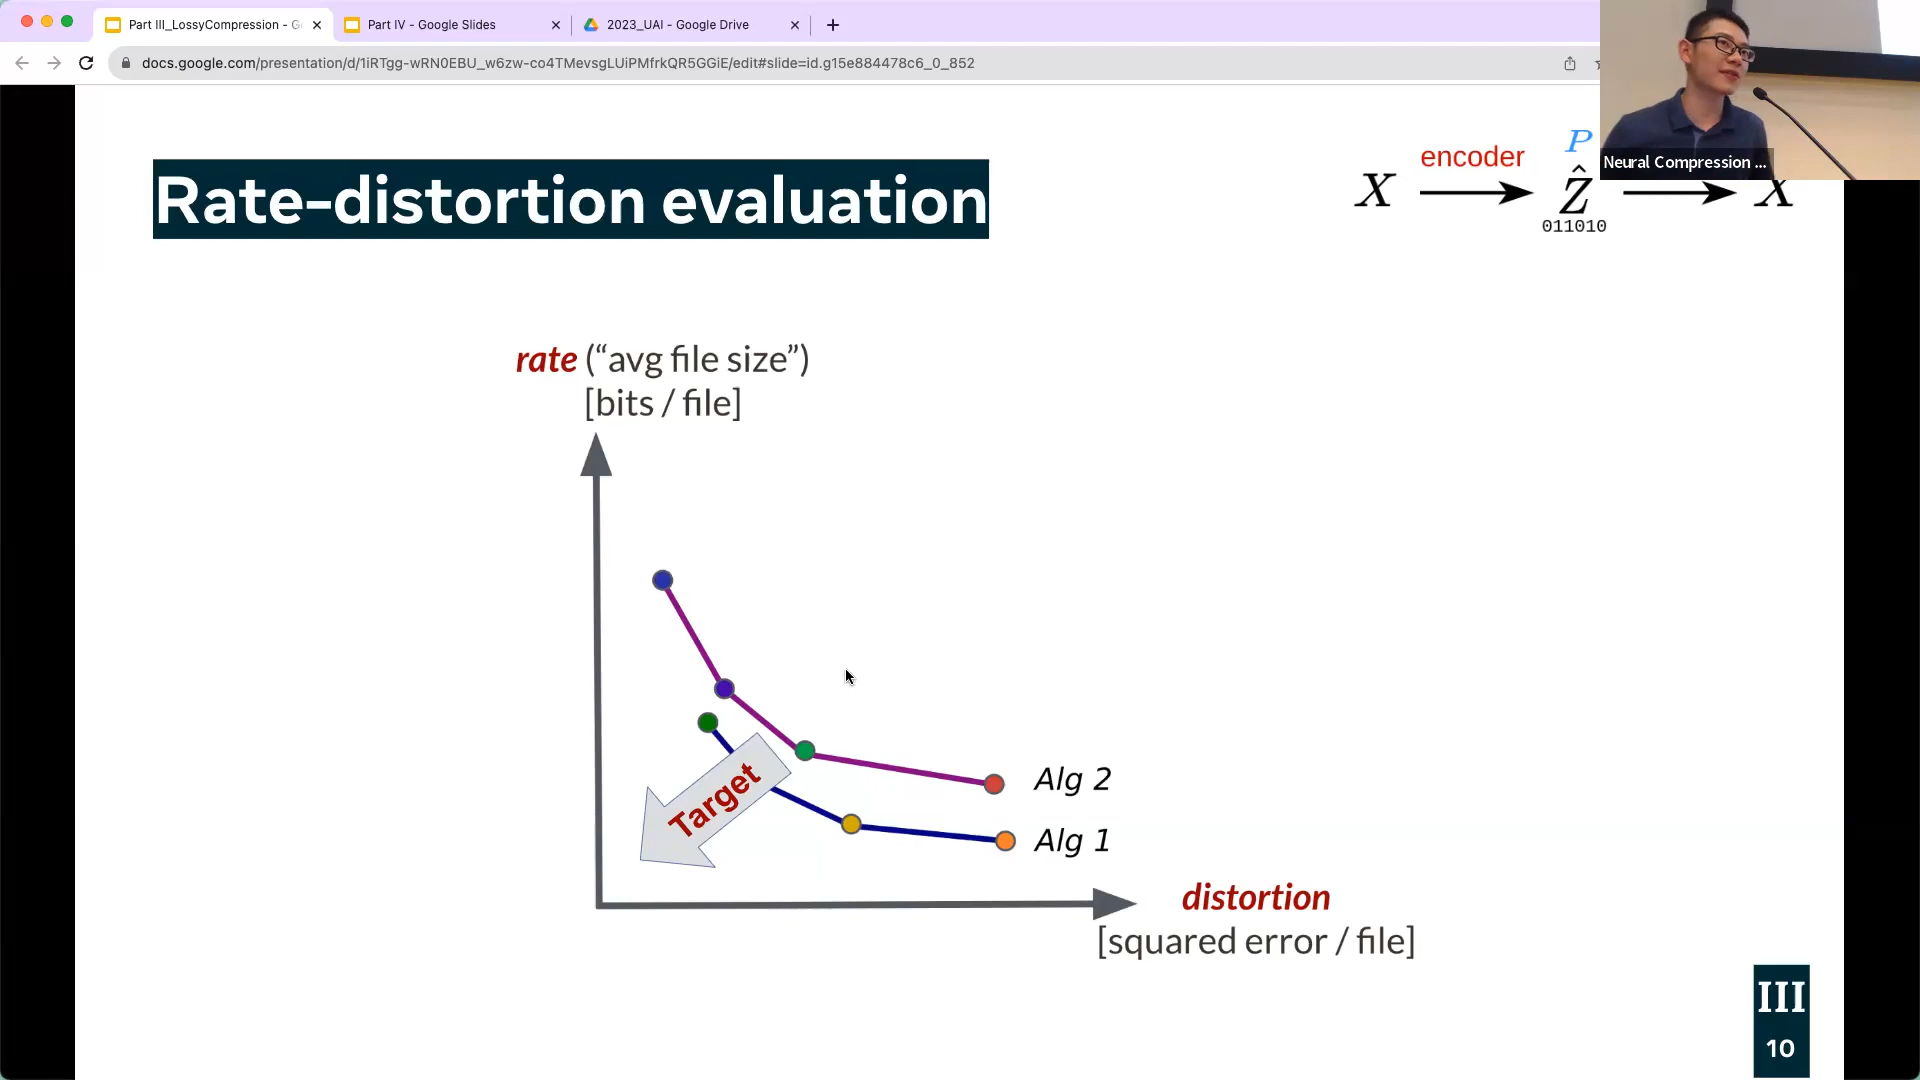 Part III_LossyCompression - G
Part IV - Google Slides
2023_UAI - Google Drive
docs.google.com/presentation/d/1iRTgg-wRN0EBU_w6zw-co4TMevsgLUiPMfrkQR5GGiE/edit#slide=id.g15e884478c6_0_852
Neural Compression ...
Rate-distortion evaluation
encoder
P
X
Ẑ
X
011010
rate (“avg file size”)
[bits / file]
Target
Alg 2
Alg 1
distortion
[squared error / file]
III
10